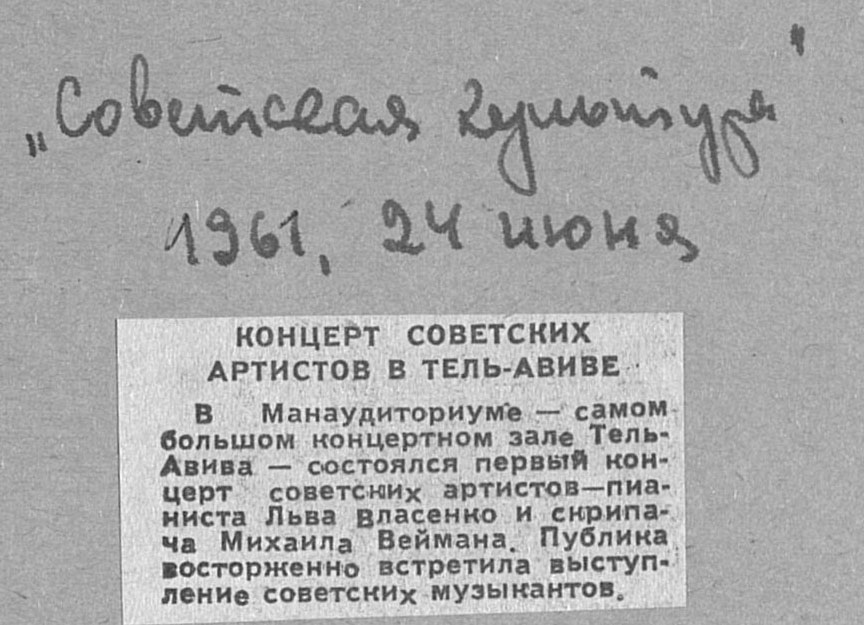 „Советская культура"
1961, 24 июня
КОНЦЕРТ СОВЕТСКИХ
АРТИСТОВ В ТЕЛЬ-АВИВЕ
В Манаудиториуме — самом
большом концертном зале Тель-
Авива — состоялся первый кон-
церт советских артистов—пиа-
ниста Льва Власенко и скрипа-
ча Михаила Веймана. Публика
восторженно встретила выступ-
ление советских музыкантов.